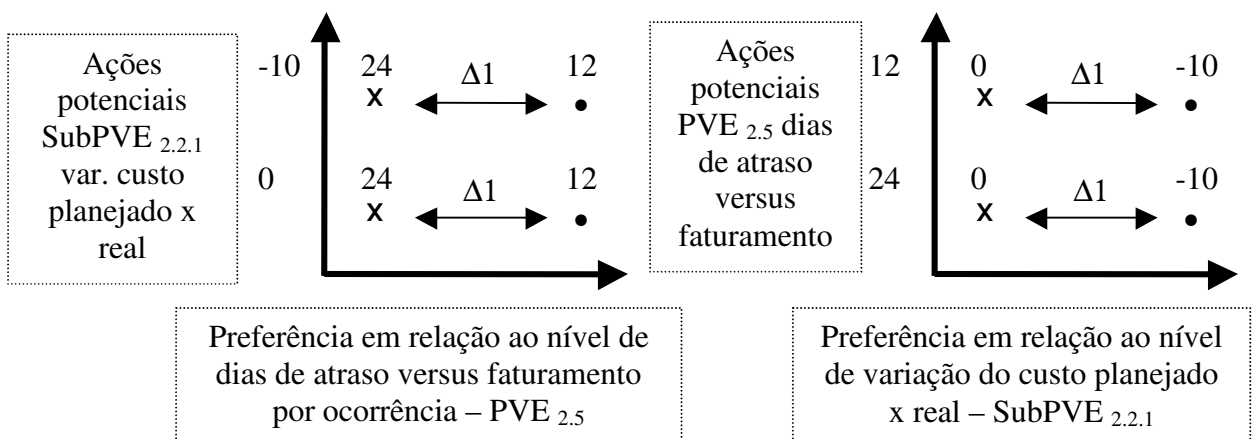 Ações
potenciais
SubPVE 2.2.1
var. custo
planejado x
real
-10 24 Δ1 12
x •
0 24 Δ1 12
x •
Preferência em relação ao nível de
dias de atraso versus faturamento
por ocorrência – PVE 2.5
Ações
potenciais
PVE 2.5 dias
de atraso
versus
faturamento
12 0 Δ1 -10
x •
24 0 Δ1 -10
x •
Preferência em relação ao nível
de variação do custo planejado
x real – SubPVE 2.2.1